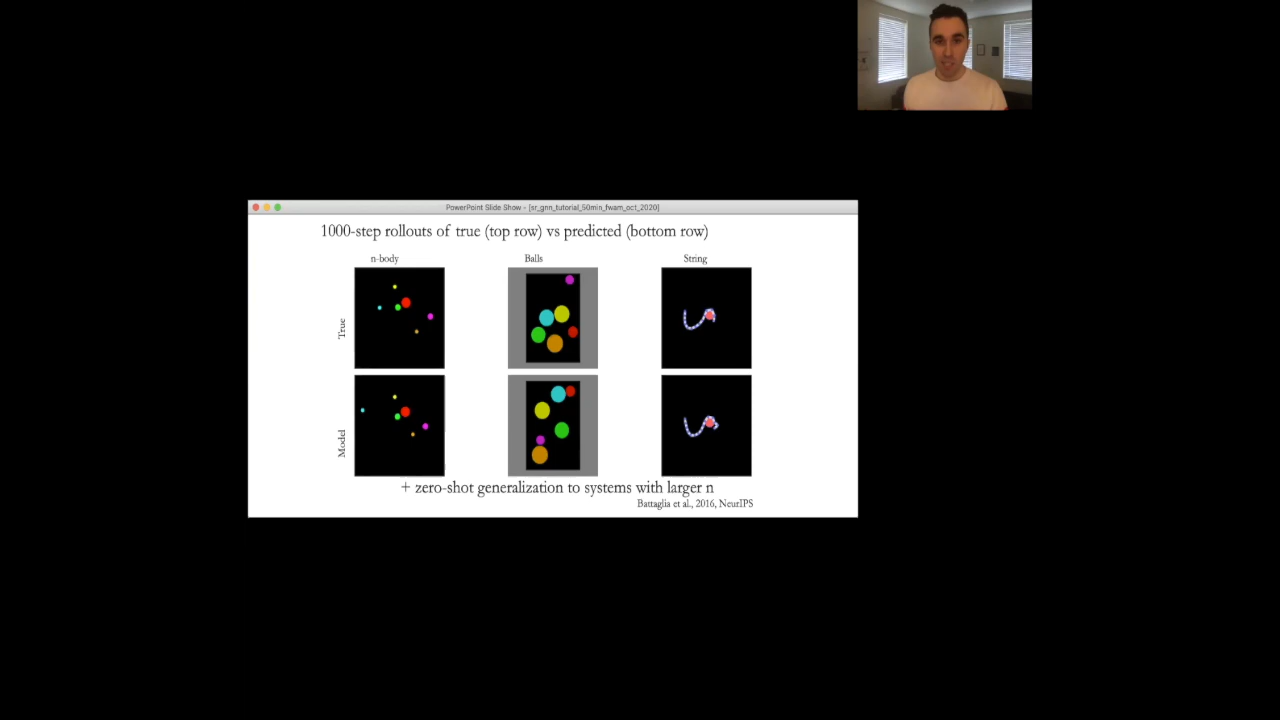 PowerPoint Slide Show - [sr_gnn_tutorial_50min_fwam_oct_2020]
1000-step rollouts of true (top row) vs predicted (bottom row)
n-body
Balls
String
True
Model
+ zero-shot generalization to systems with larger n
Battaglia et al., 2016, NeurIPS